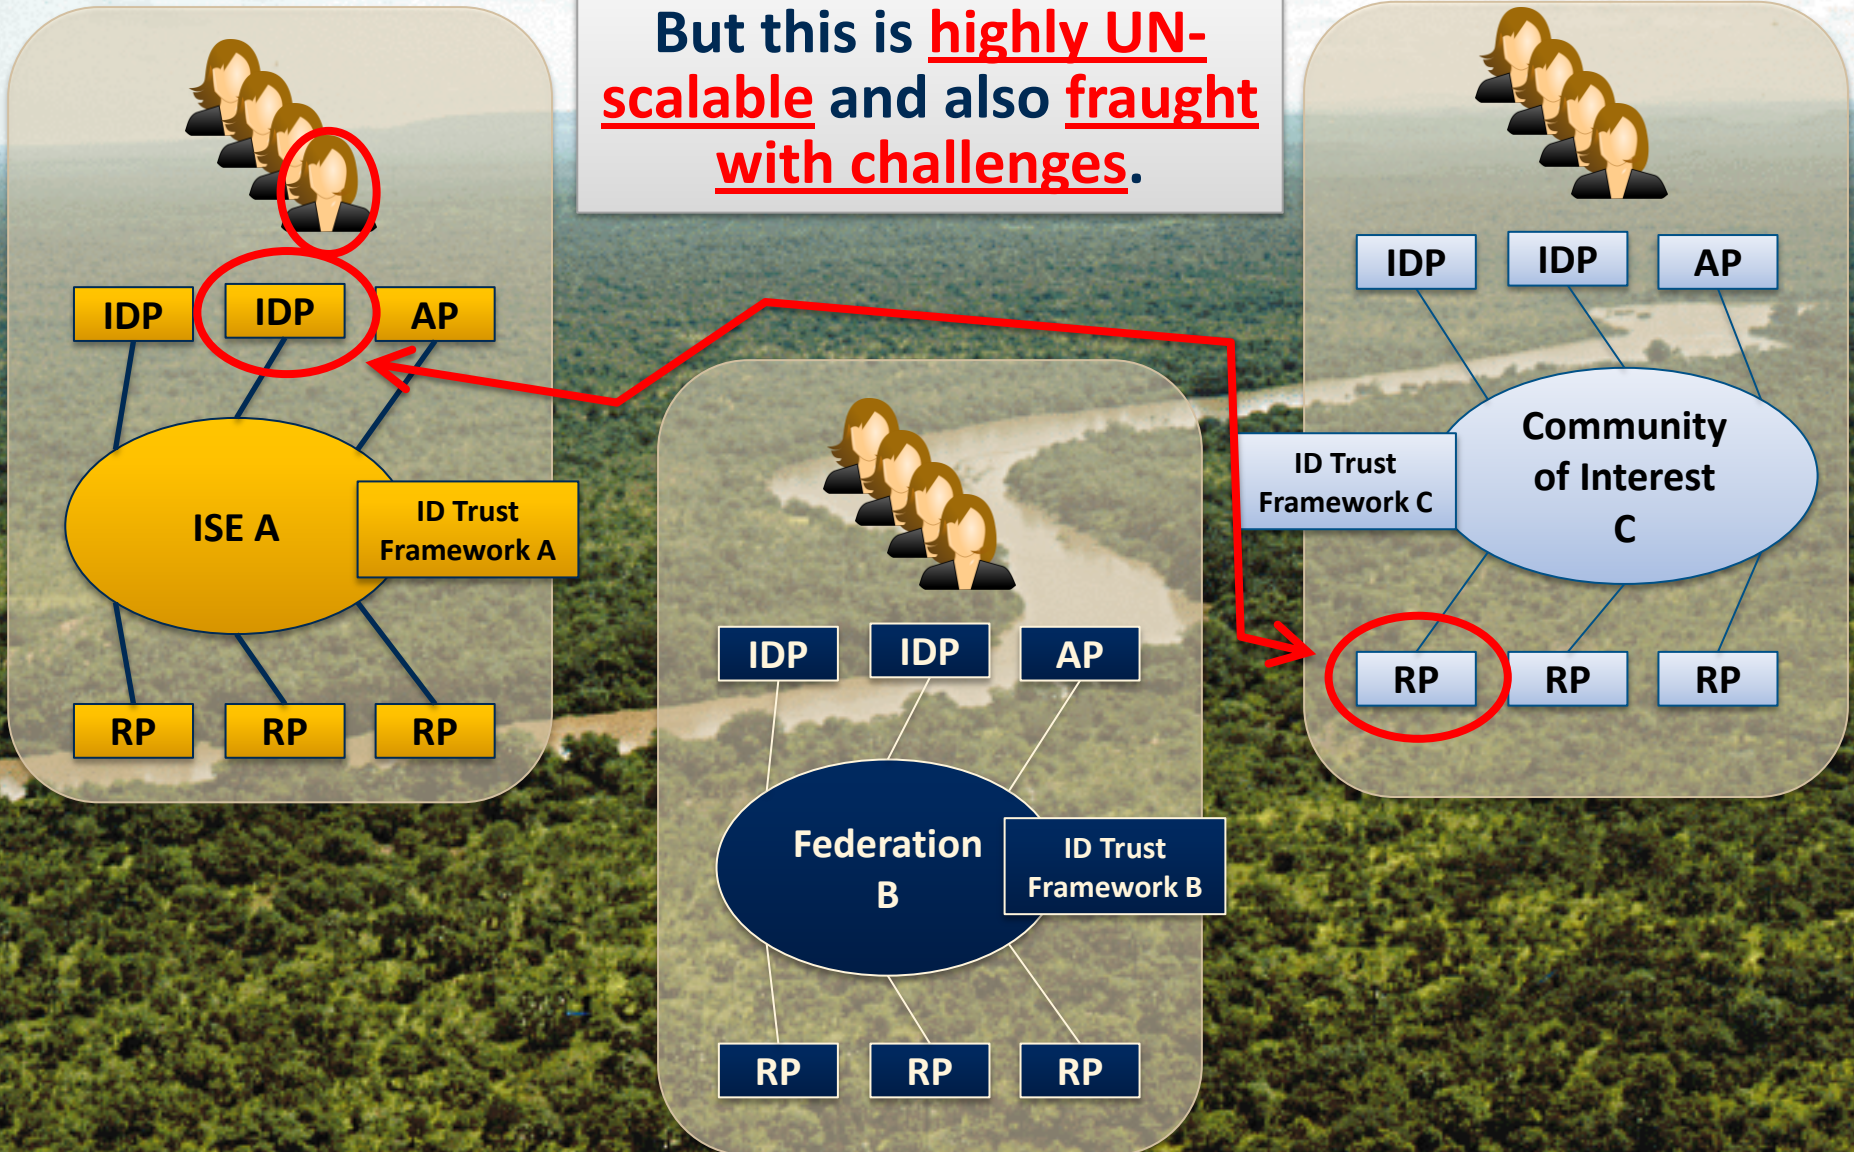 But this is highly UN-
scalable and also fraught
with challenges.
IDP
IDP
AP
ISE A
ID Trust
Framework A
RP
RP
RP
IDP
IDP
AP
Federation
B
ID Trust
Framework B
RP
RP
RP
IDP
IDP
AP
Community
of Interest
C
ID Trust
Framework C
RP
RP
RP